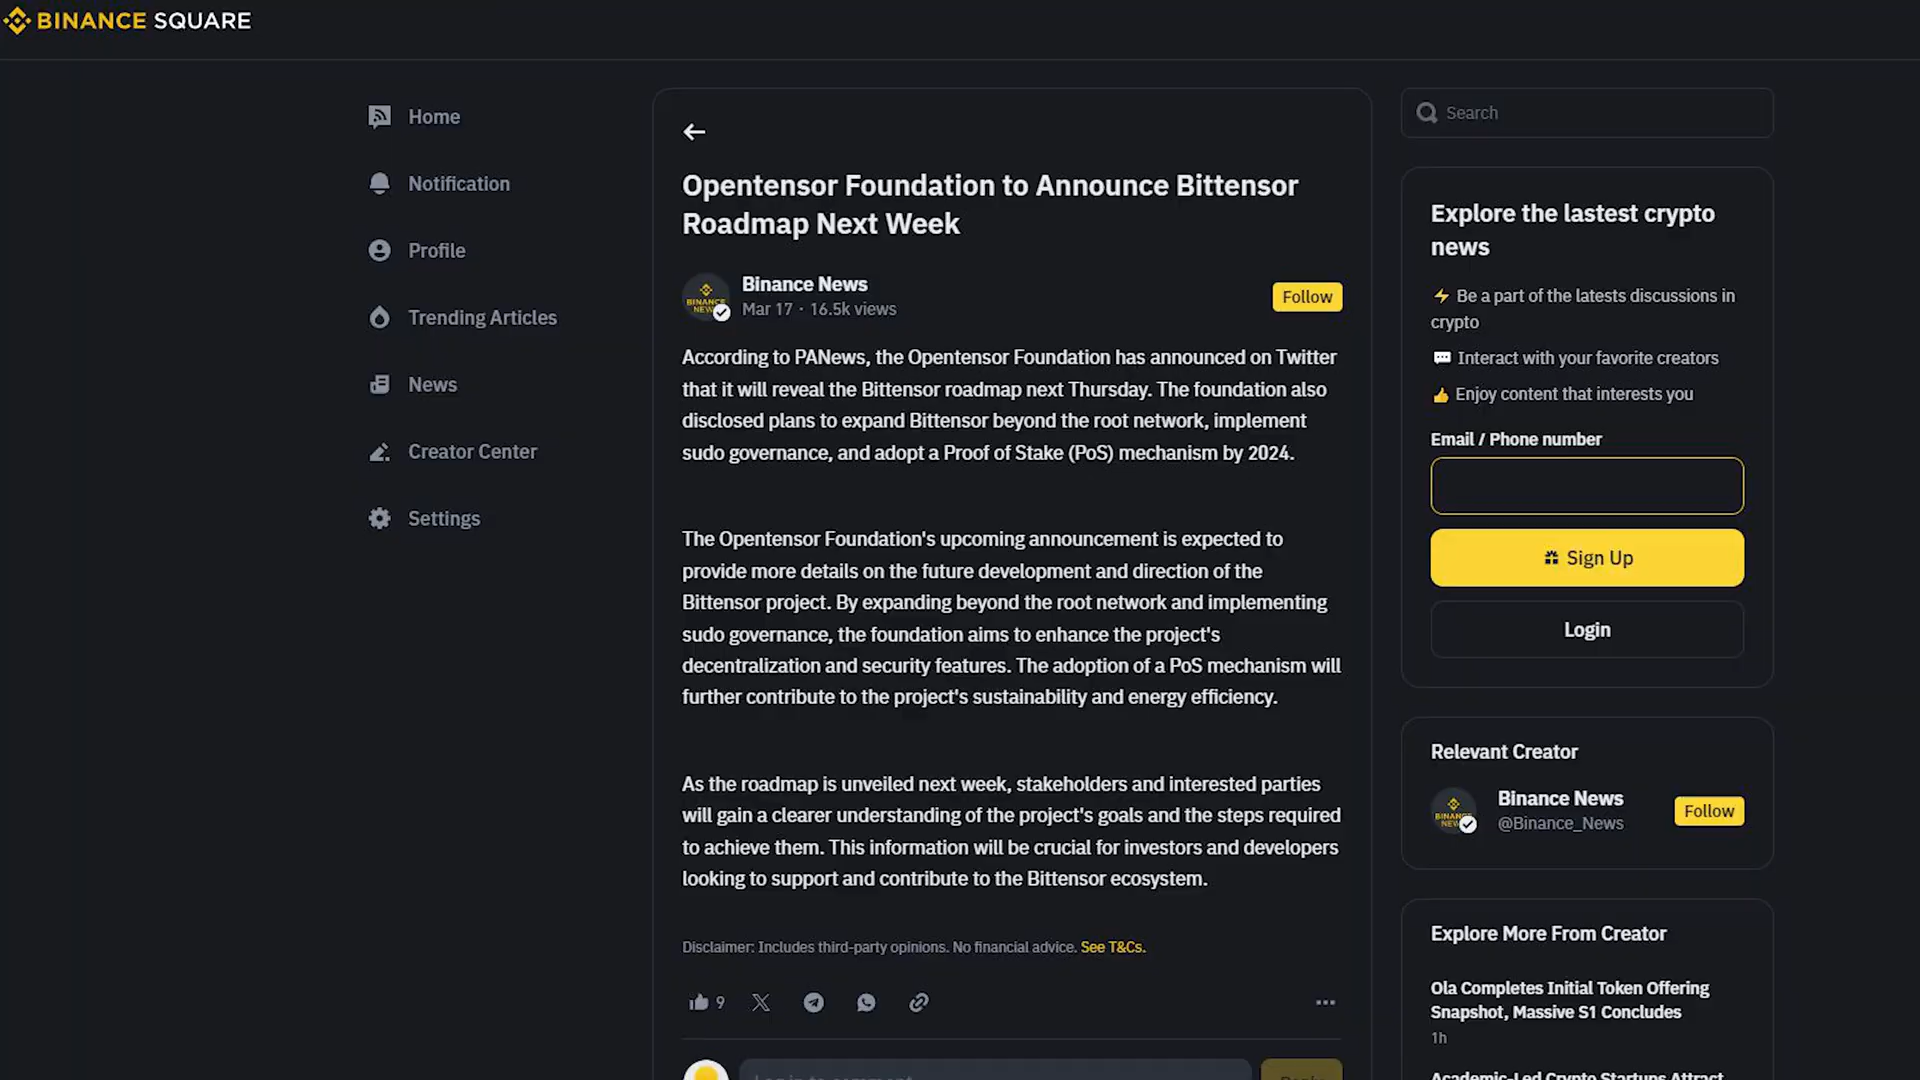 BINANCE SQUARE
Home
Notification
Profile
Trending Articles
News
Creator Center
Settings
Opentensor Foundation to Announce Bittensor
Roadmap Next Week
BINANCE
NEWS
Binance News
Mar 17 · 16.5k views
Follow
According to PANews, the Opentensor Foundation has announced on Twitter
that it will reveal the Bittensor roadmap next Thursday. The foundation also
disclosed plans to expand Bittensor beyond the root network, implement
sudo governance, and adopt a Proof of Stake (PoS) mechanism by 2024.
The Opentensor Foundation's upcoming announcement is expected to
provide more details on the future development and direction of the
Bittensor project. By expanding beyond the root network and implementing
sudo governance, the foundation aims to enhance the project's
decentralization and security features. The adoption of a PoS mechanism will
further contribute to the project's sustainability and energy efficiency.
As the roadmap is unveiled next week, stakeholders and interested parties
will gain a clearer understanding of the project's goals and the steps required
to achieve them. This information will be crucial for investors and developers
looking to support and contribute to the Bittensor ecosystem.
Disclaimer: Includes third-party opinions. No financial advice. See T&Cs.
9
Search
Explore the lastest crypto
news
Be a part of the latests discussions in
crypto
Interact with your favorite creators
Enjoy content that interests you
Email / Phone number
Sign Up
Login
Relevant Creator
Binance News
@Binance_News
Follow
Explore More From Creator
Ola Completes Initial Token Offering
Snapshot, Massive S1 Concludes
1h
Academic-Led Crypto Startups Attract